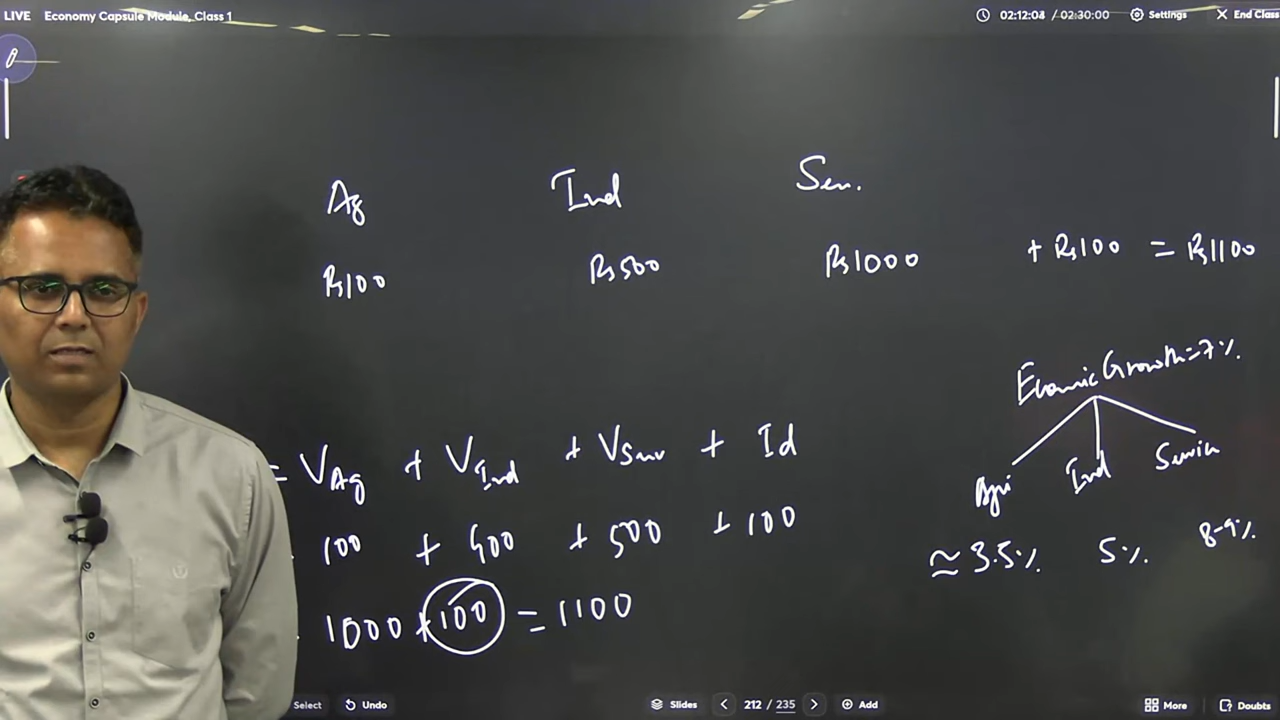 LIVE Economy Capsule Module, Class 1 02:12:04 / 02:30:00 Settings End Class
Ag Ind Ser.
Rs100 Rs500 Rs1000 + Rs100 = Rs1100
Economic Growth = 7%.
= VAg + VInd + VServ + Id
Agri Ind Service
100 + 400 + 500 + 100
≈ 3.5%. 5%. 8-9%.
1000 + 100 = 1100
Select Undo Slides 212 / 235 Add More Doubts